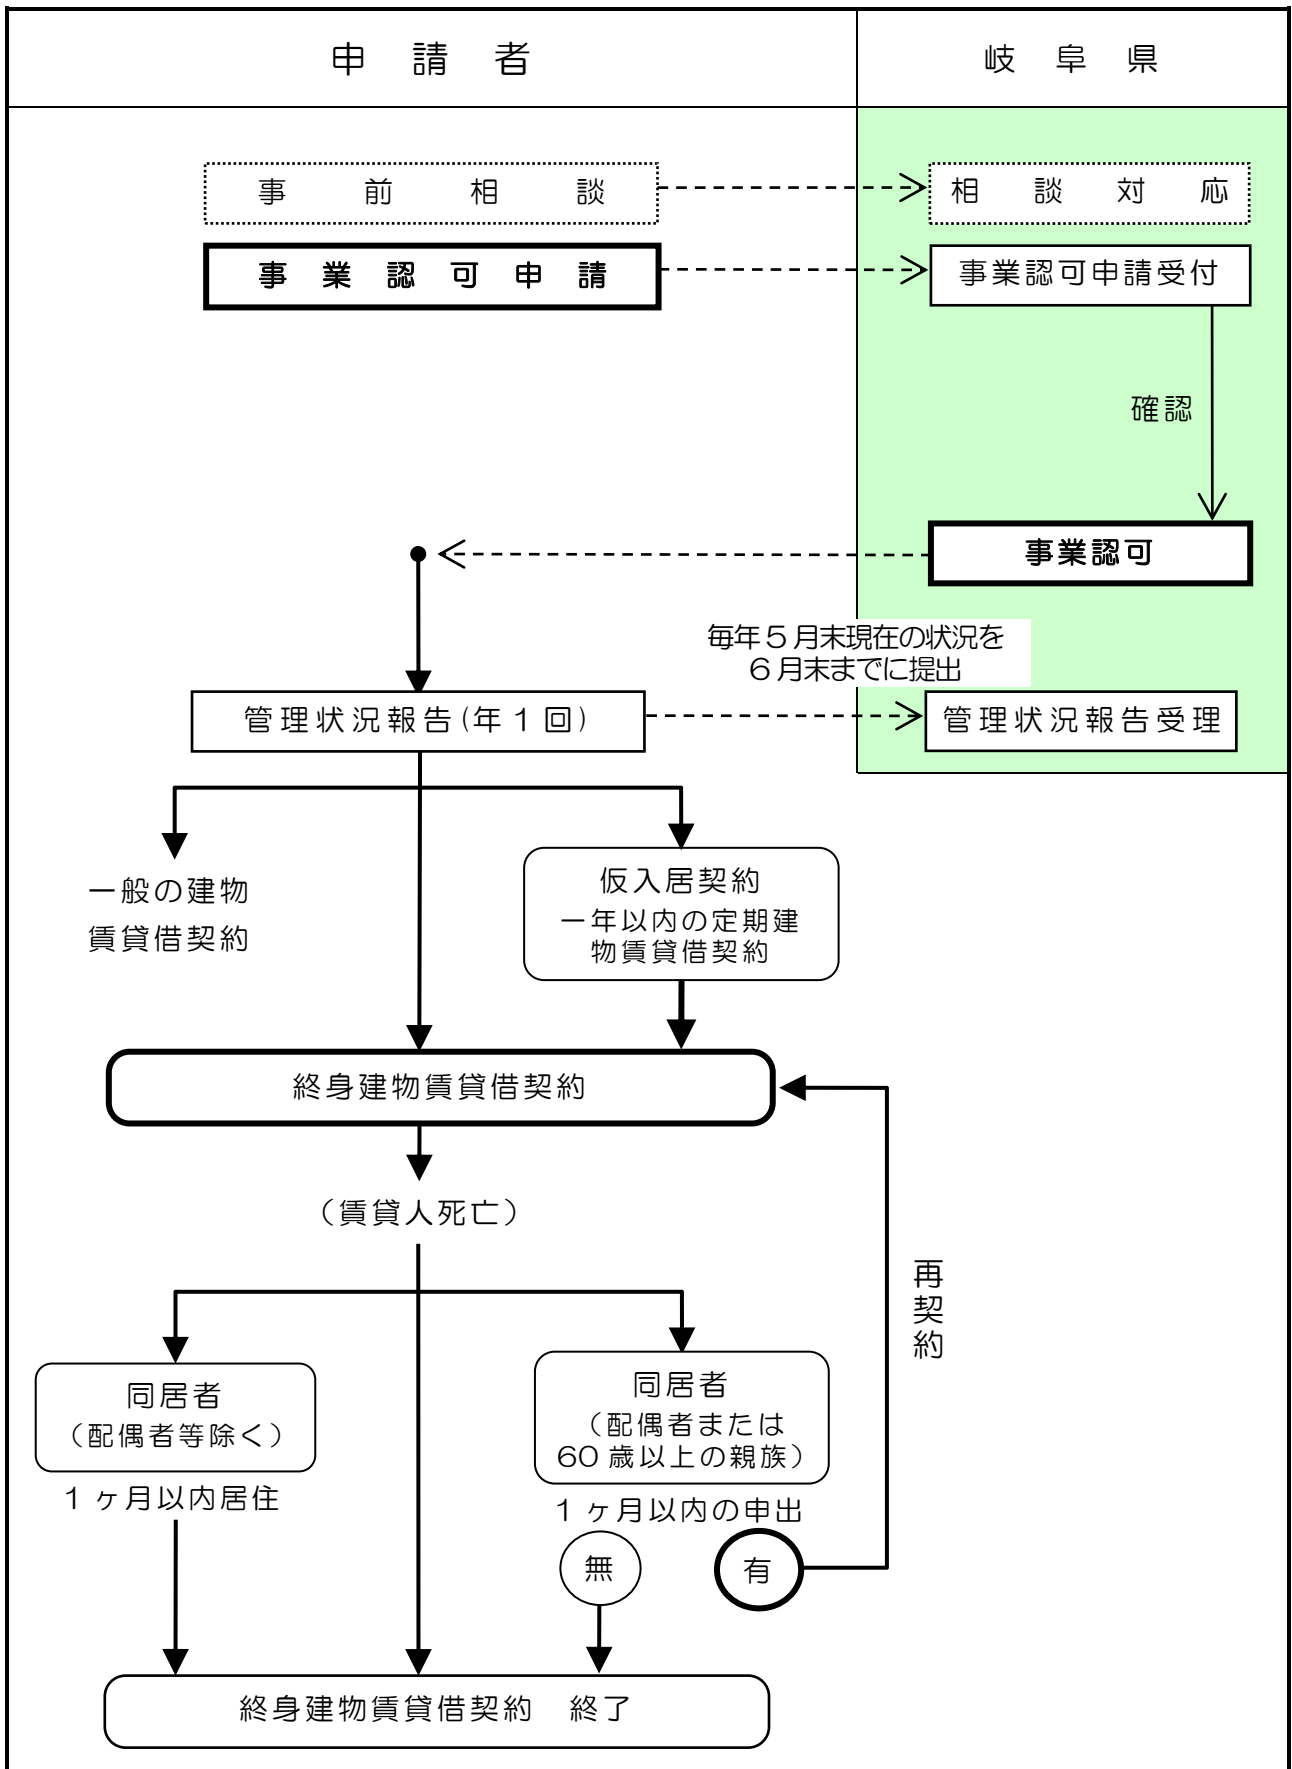 申請者
岐阜県
事前相談
相談対応
事業認可申請
事業認可申請受付
確認
事業認可
毎年５月末現在の状況を
６月末までに提出
管理状況報告(年１回)
管理状況報告受理
一般の建物
賃貸借契約
仮入居契約
一年以内の定期建
物賃貸借契約
終身建物賃貸借契約
（賃貸人死亡）
再契約
同居者
（配偶者等除く）
同居者
（配偶者または
60歳以上の親族）
１ヶ月以内居住
１ヶ月以内の申出
無
有
終身建物賃貸借契約　終了